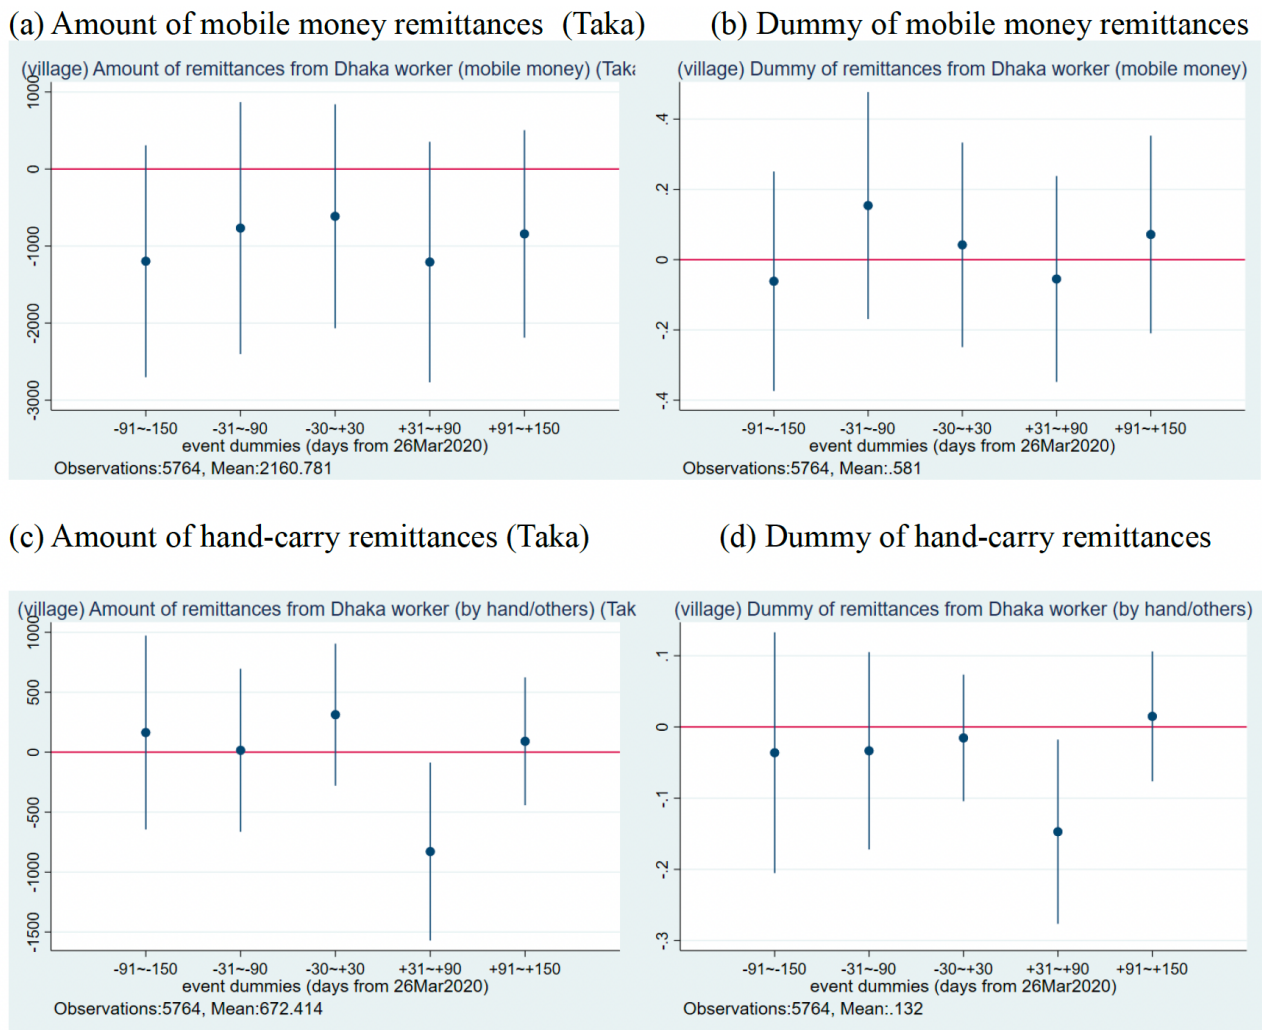 (a) Amount of mobile money remittances (Taka)
(b) Dummy of mobile money remittances
(village) Amount of remittances from Dhaka worker (mobile money) (Taka
1000
0
-1000
-2000
-3000
-91~-150 -31~-90 -30~+30 +31~+90 +91~+150
event dummies (days from 26Mar2020)
Observations:5764, Mean:2160.781
(village) Dummy of remittances from Dhaka worker (mobile money)
.4
.2
0
-.2
-.4
-91~-150 -31~-90 -30~+30 +31~+90 +91~+150
event dummies (days from 26Mar2020)
Observations:5764, Mean:.581
(c) Amount of hand-carry remittances (Taka)
(d) Dummy of hand-carry remittances
(village) Amount of remittances from Dhaka worker (by hand/others) (Tak
1000
500
0
-500
-1000
-1500
-91~-150 -31~-90 -30~+30 +31~+90 +91~+150
event dummies (days from 26Mar2020)
Observations:5764, Mean:672.414
(village) Dummy of remittances from Dhaka worker (by hand/others)
.1
0
-.1
-.2
-.3
-91~-150 -31~-90 -30~+30 +31~+90 +91~+150
event dummies (days from 26Mar2020)
Observations:5764, Mean:.132